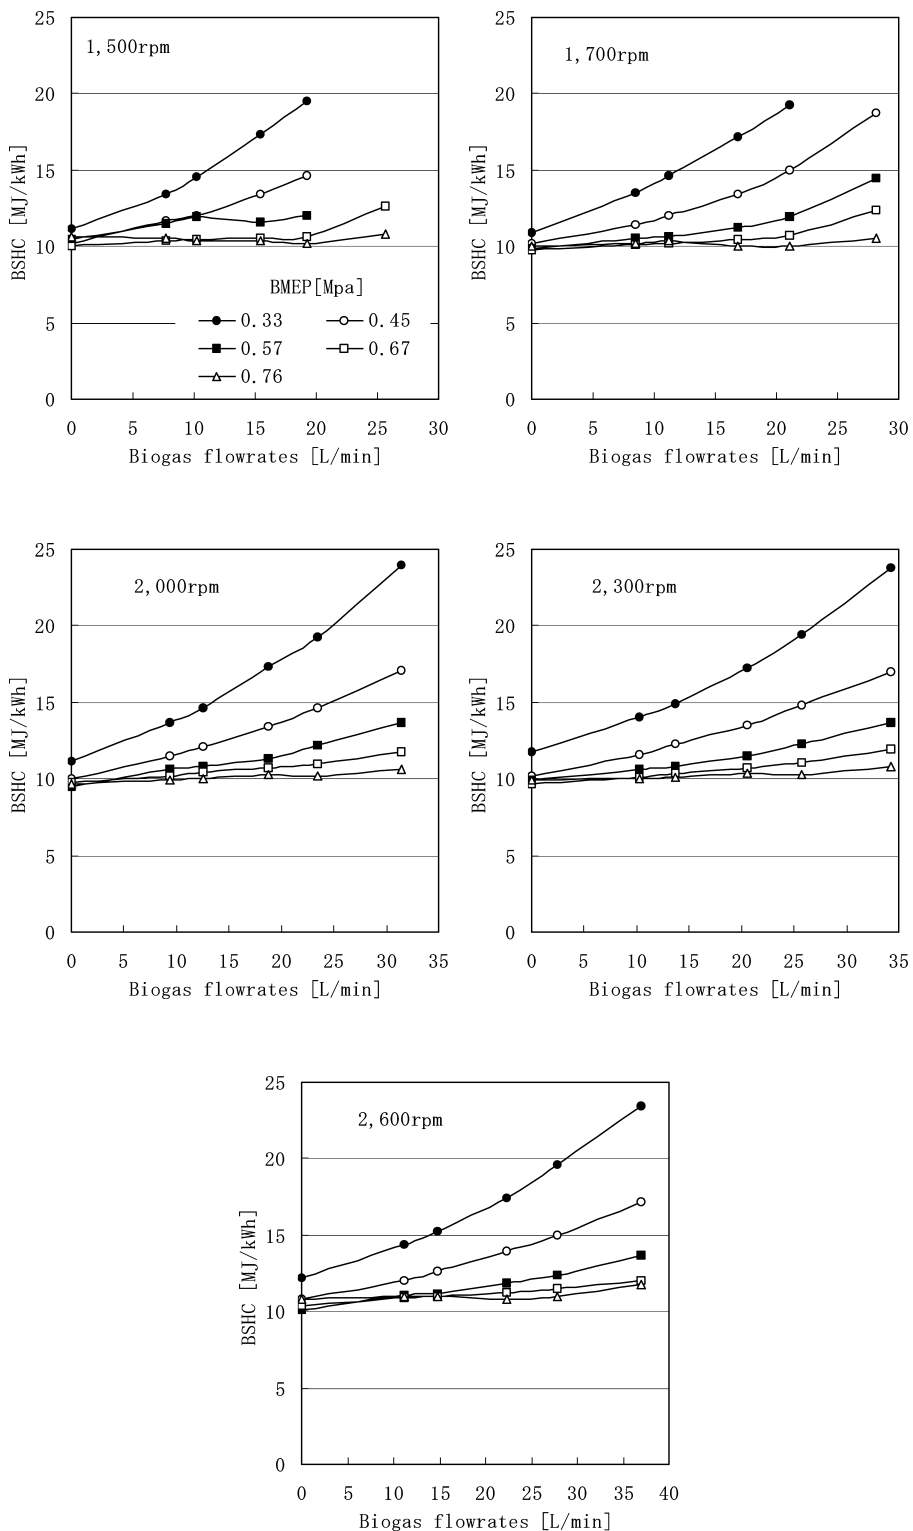 1,500rpm
25
20
15
10
5
0
BSHC [MJ/kWh]
BMEP[Mpa]
0.33 0.45
0.57 0.67
0.76
0 5 10 15 20 25 30
Biogas flowrates [L/min]
1,700rpm
25
20
15
10
5
0
BSHC [MJ/kWh]
0 5 10 15 20 25 30
Biogas flowrates [L/min]
2,000rpm
25
20
15
10
5
0
BSHC [MJ/kWh]
0 5 10 15 20 25 30 35
Biogas flowrates [L/min]
2,300rpm
25
20
15
10
5
0
BSHC [MJ/kWh]
0 5 10 15 20 25 30 35
Biogas flowrates [L/min]
2,600rpm
25
20
15
10
5
0
BSHC [MJ/kWh]
0 5 10 15 20 25 30 35 40
Biogas flowrates [L/min]